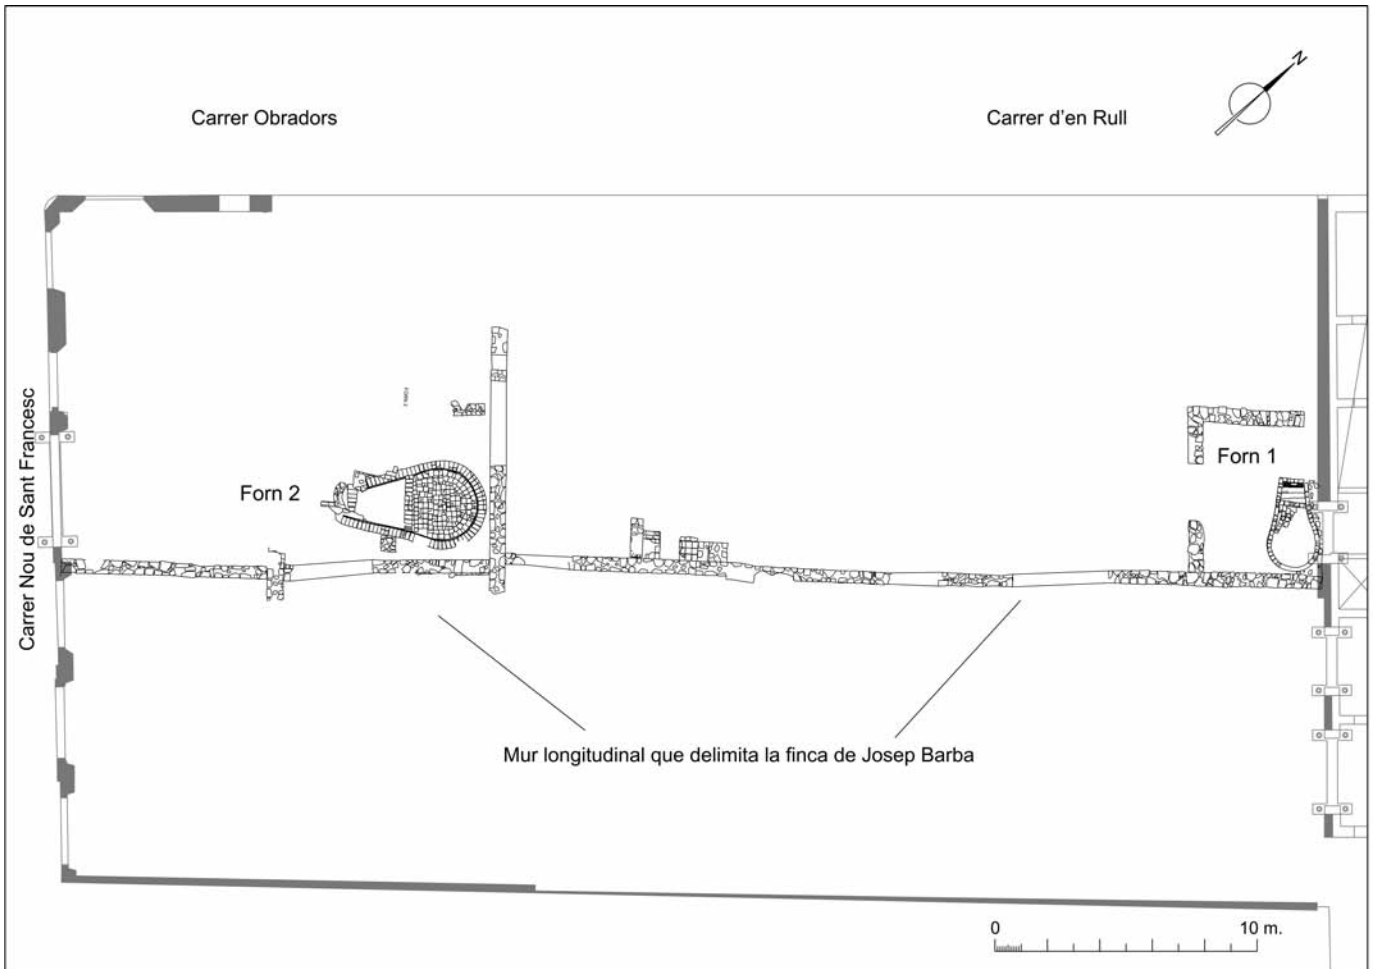 N
Carrer Obradors
Carrer d'en Rull
Carrer Nou de Sant Francesc
Forn 1
Forn 2
Mur longitudinal que delimita la finca de Josep Barba
0
10 m.